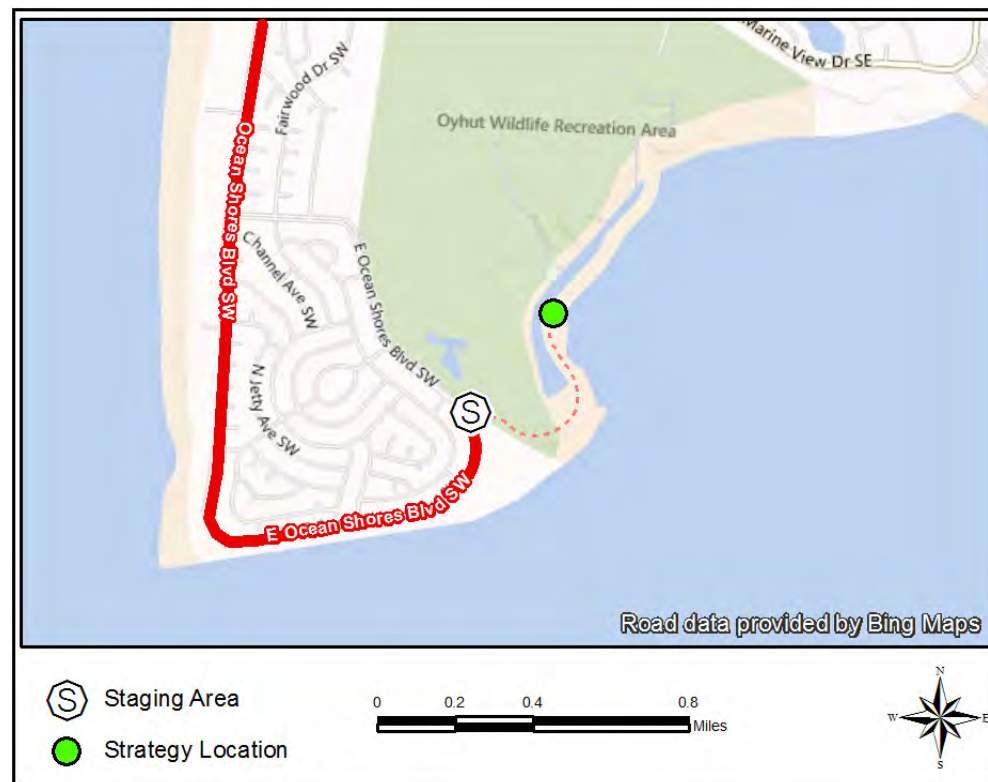 Marine View Dr SE
Fairwood Dr SW
Oyhut Wildlife Recreation Area
Ocean Shores Blvd SW
Channel Ave SW
E Ocean Shores Blvd SW
N Jetty Ave SW
S
E Ocean Shores Blvd SW
Road data provided by Bing Maps
S Staging Area
Strategy Location
0 0.2 0.4 0.8
Miles
N
W E
S